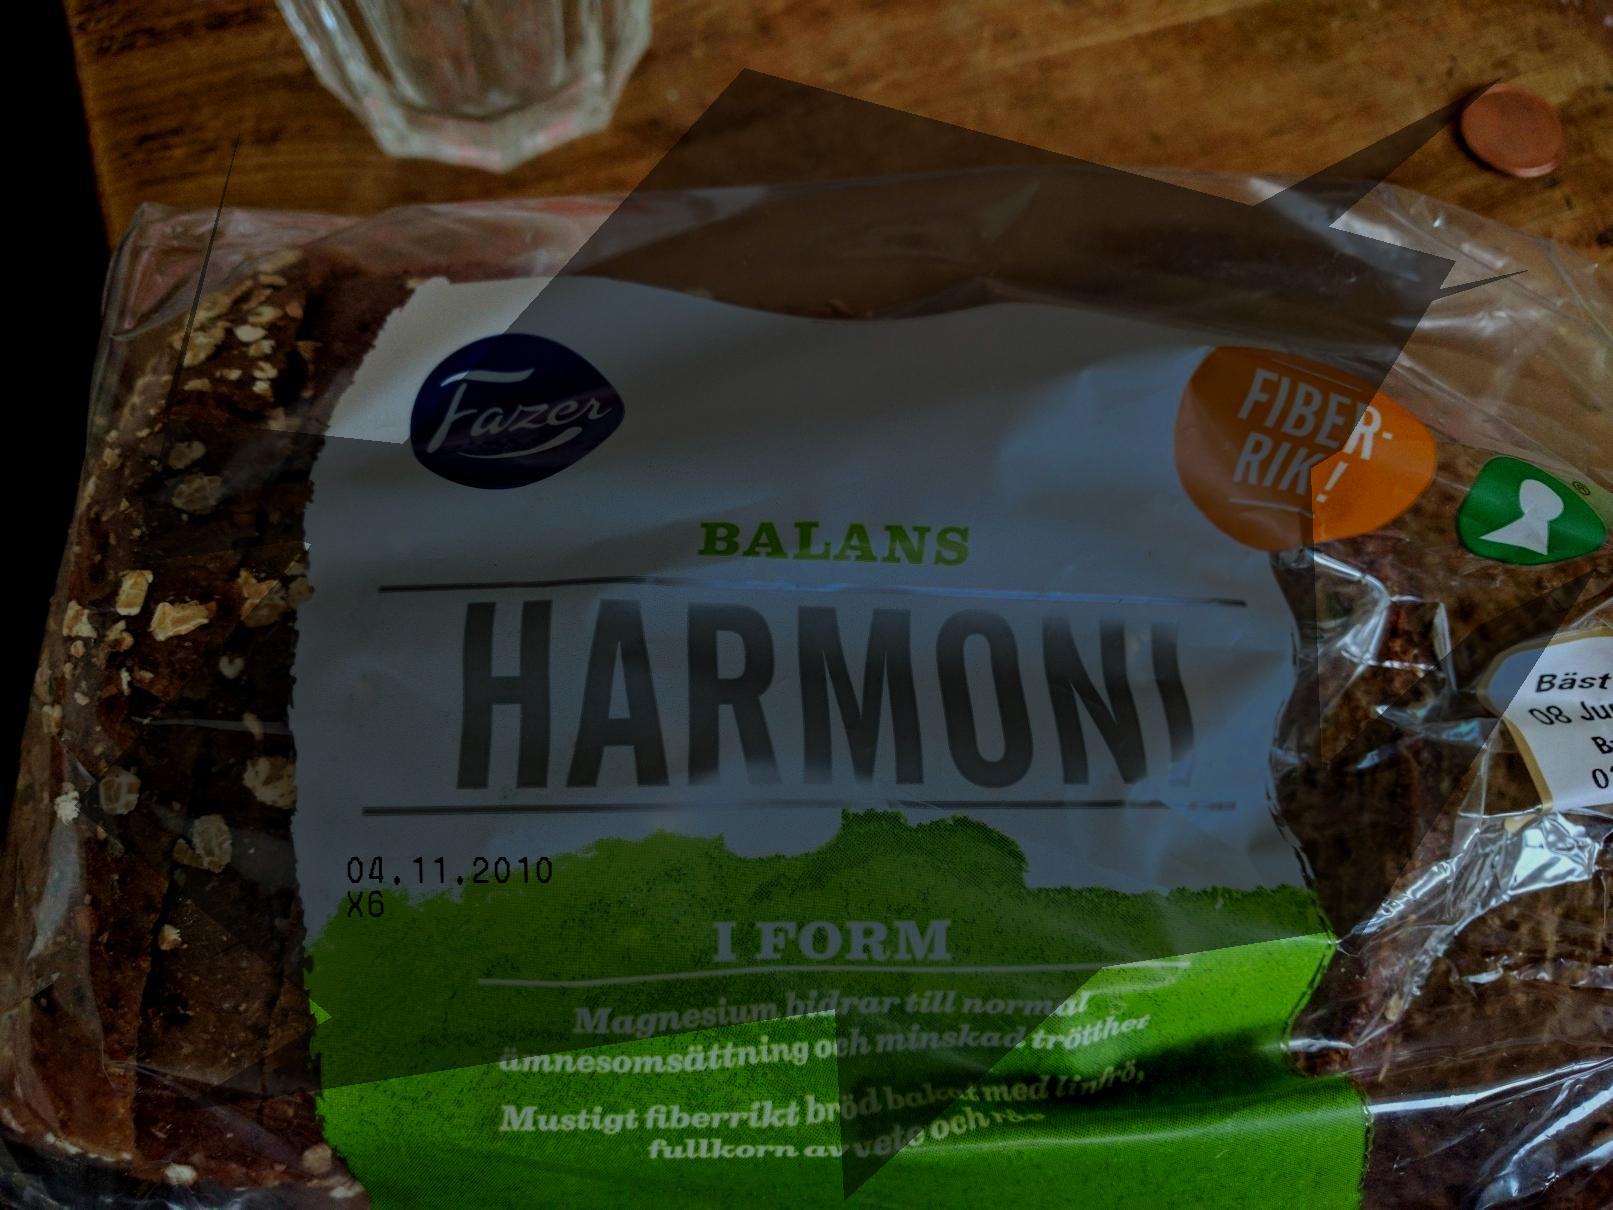 Fazer
FIBER-
RIK!
BALANS
HARMONI
Bäst
08
04.11.2010
X6
I FORM
Magnesium bidrar till normal
ämnesomsättning och minskad trötthet
Mustigt fiberrikt bröd bakat med linfrö,
fullkorn av vete och råg